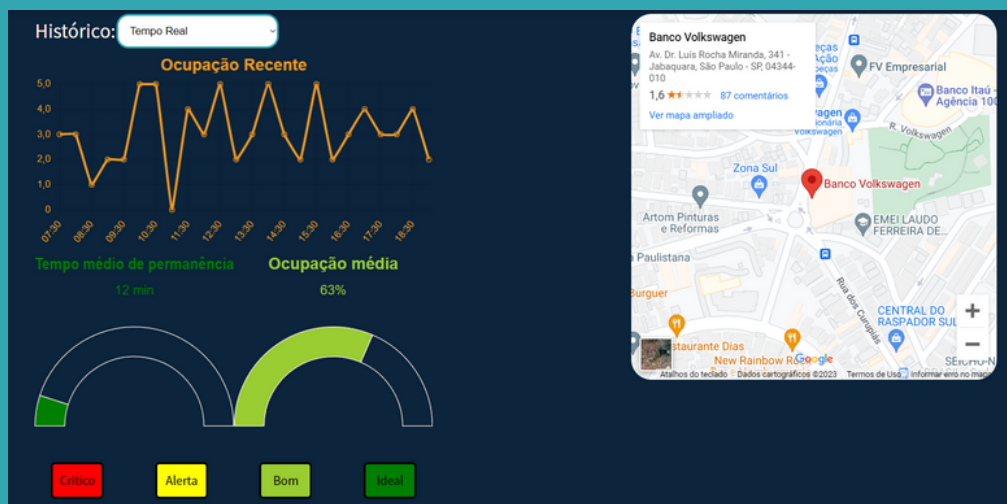 Histórico:
Tempo Real
Ocupação Recente
5,0
4,0
3,0
2,0
1,0
0
07:30
08:30
09:30
10:30
11:30
12:30
13:30
14:30
15:30
16:30
17:30
18:30
Tempo médio de permanência
12 min
Ocupação média
63%
Crítico
Alerta
Bom
Ideal
Banco Volkswagen
Av. Dr. Luís Rocha Miranda, 341 -
Jabaquara, São Paulo - SP, 04344-
010
1,6
87 comentários
Ver mapa ampliado
FV Empresarial
Banco Itaú -
Agência 100
R. Volkswagen
Volkswagen
Zona Sul
Banco Volkswagen
Artom Pinturas
e Reformas
EMEI LAUDO
FERREIRA DE...
Paulistana
Rua dos Curupiás
Burguer
CENTRAL DO
RASPADOR SUL
+
−
staurante Dias
New Rainbow
Google
Atalhos do teclado
Dados cartográficos ©2023
Termos de Uso
Informar erro no mapa